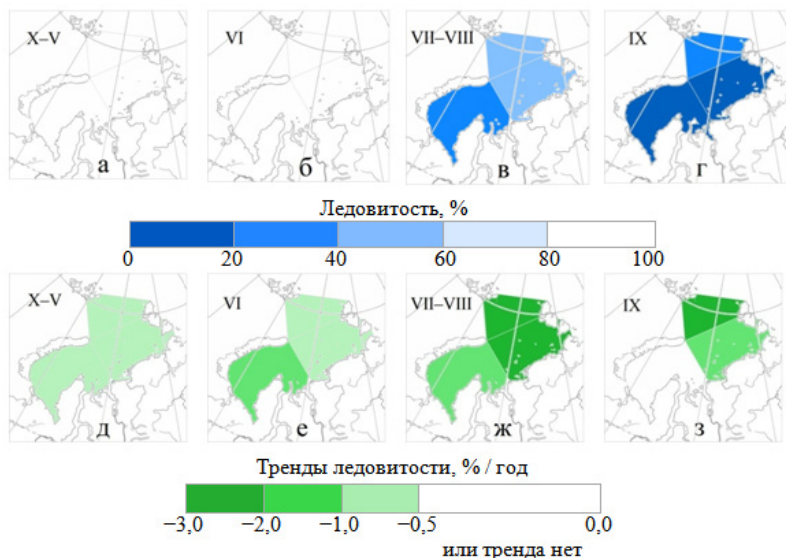 X–V
VI
VII–VIII
IX
а
б
в
г
Ледовитость, %
0 20 40 60 80 100
X–V
VI
VII–VIII
IX
д
е
ж
з
Тренды ледовитости, % / год
−3,0 −2,0 −1,0 −0,5 0,0
или тренда нет